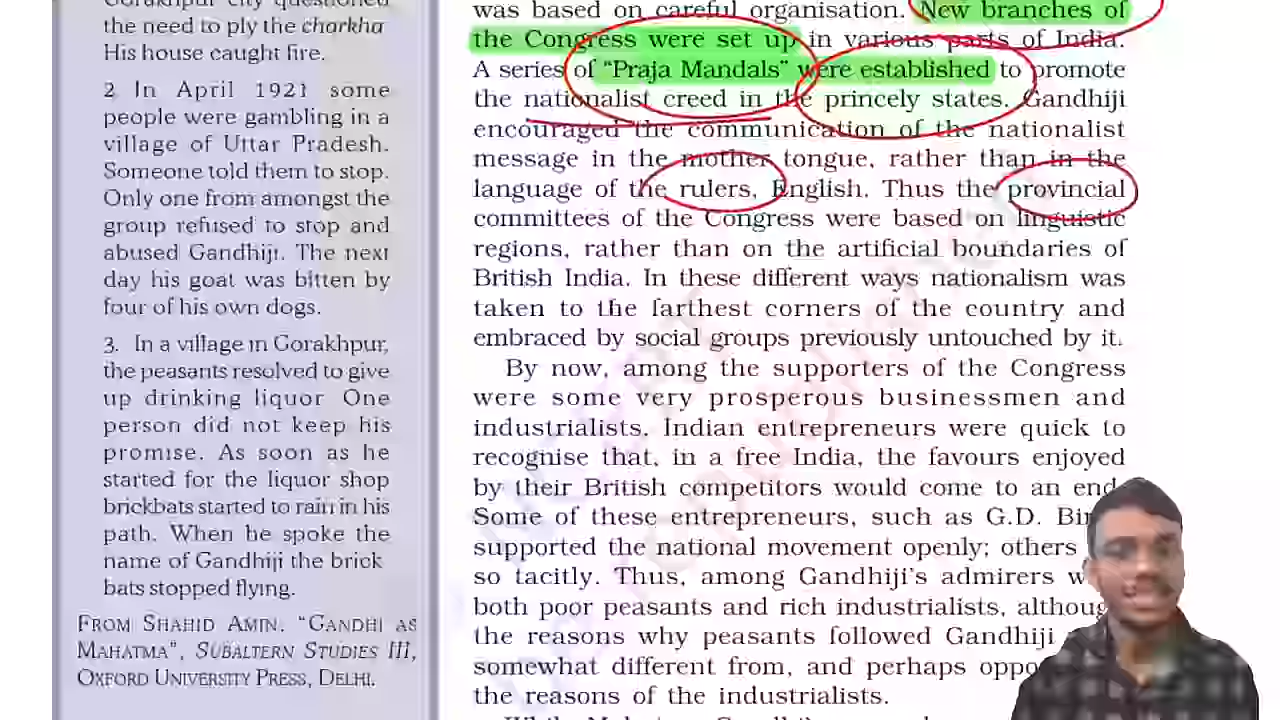 Gorakhpur city questioned
the need to ply the charkha
His house caught fire.
2. In April 1921 some
people were gambling in a
village of Uttar Pradesh.
Someone told them to stop.
Only one from amongst the
group refused to stop and
abused Gandhiji. The next
day his goat was bitten by
four of his own dogs.
3. In a village in Gorakhpur,
the peasants resolved to give
up drinking liquor. One
person did not keep his
promise. As soon as he
started for the liquor shop
brickbats started to rain in his
path. When he spoke the
name of Gandhiji the brick
bats stopped flying.
FROM SHAHID AMIN, "GANDHI AS
MAHATMA", SUBALTERN STUDIES III,
OXFORD UNIVERSITY PRESS, DELHI.
was based on careful organisation. New branches of
the Congress were set up in various parts of India.
A series of "Praja Mandals" were established to promote
the nationalist creed in the princely states. Gandhiji
encouraged the communication of the nationalist
message in the mother tongue, rather than in the
language of the rulers, English. Thus the provincial
committees of the Congress were based on linguistic
regions, rather than on the artificial boundaries of
British India. In these different ways nationalism was
taken to the farthest corners of the country and
embraced by social groups previously untouched by it.
By now, among the supporters of the Congress
were some very prosperous businessmen and
industrialists. Indian entrepreneurs were quick to
recognise that, in a free India, the favours enjoyed
by their British competitors would come to an end.
Some of these entrepreneurs, such as G.D.
supported the national movement openly; others
so tacitly. Thus, among Gandhiji's admirers
both poor peasants and rich industrialists,
the reasons why peasants followed Gandhiji
somewhat different from, and perhaps
the reasons of the industrialists.